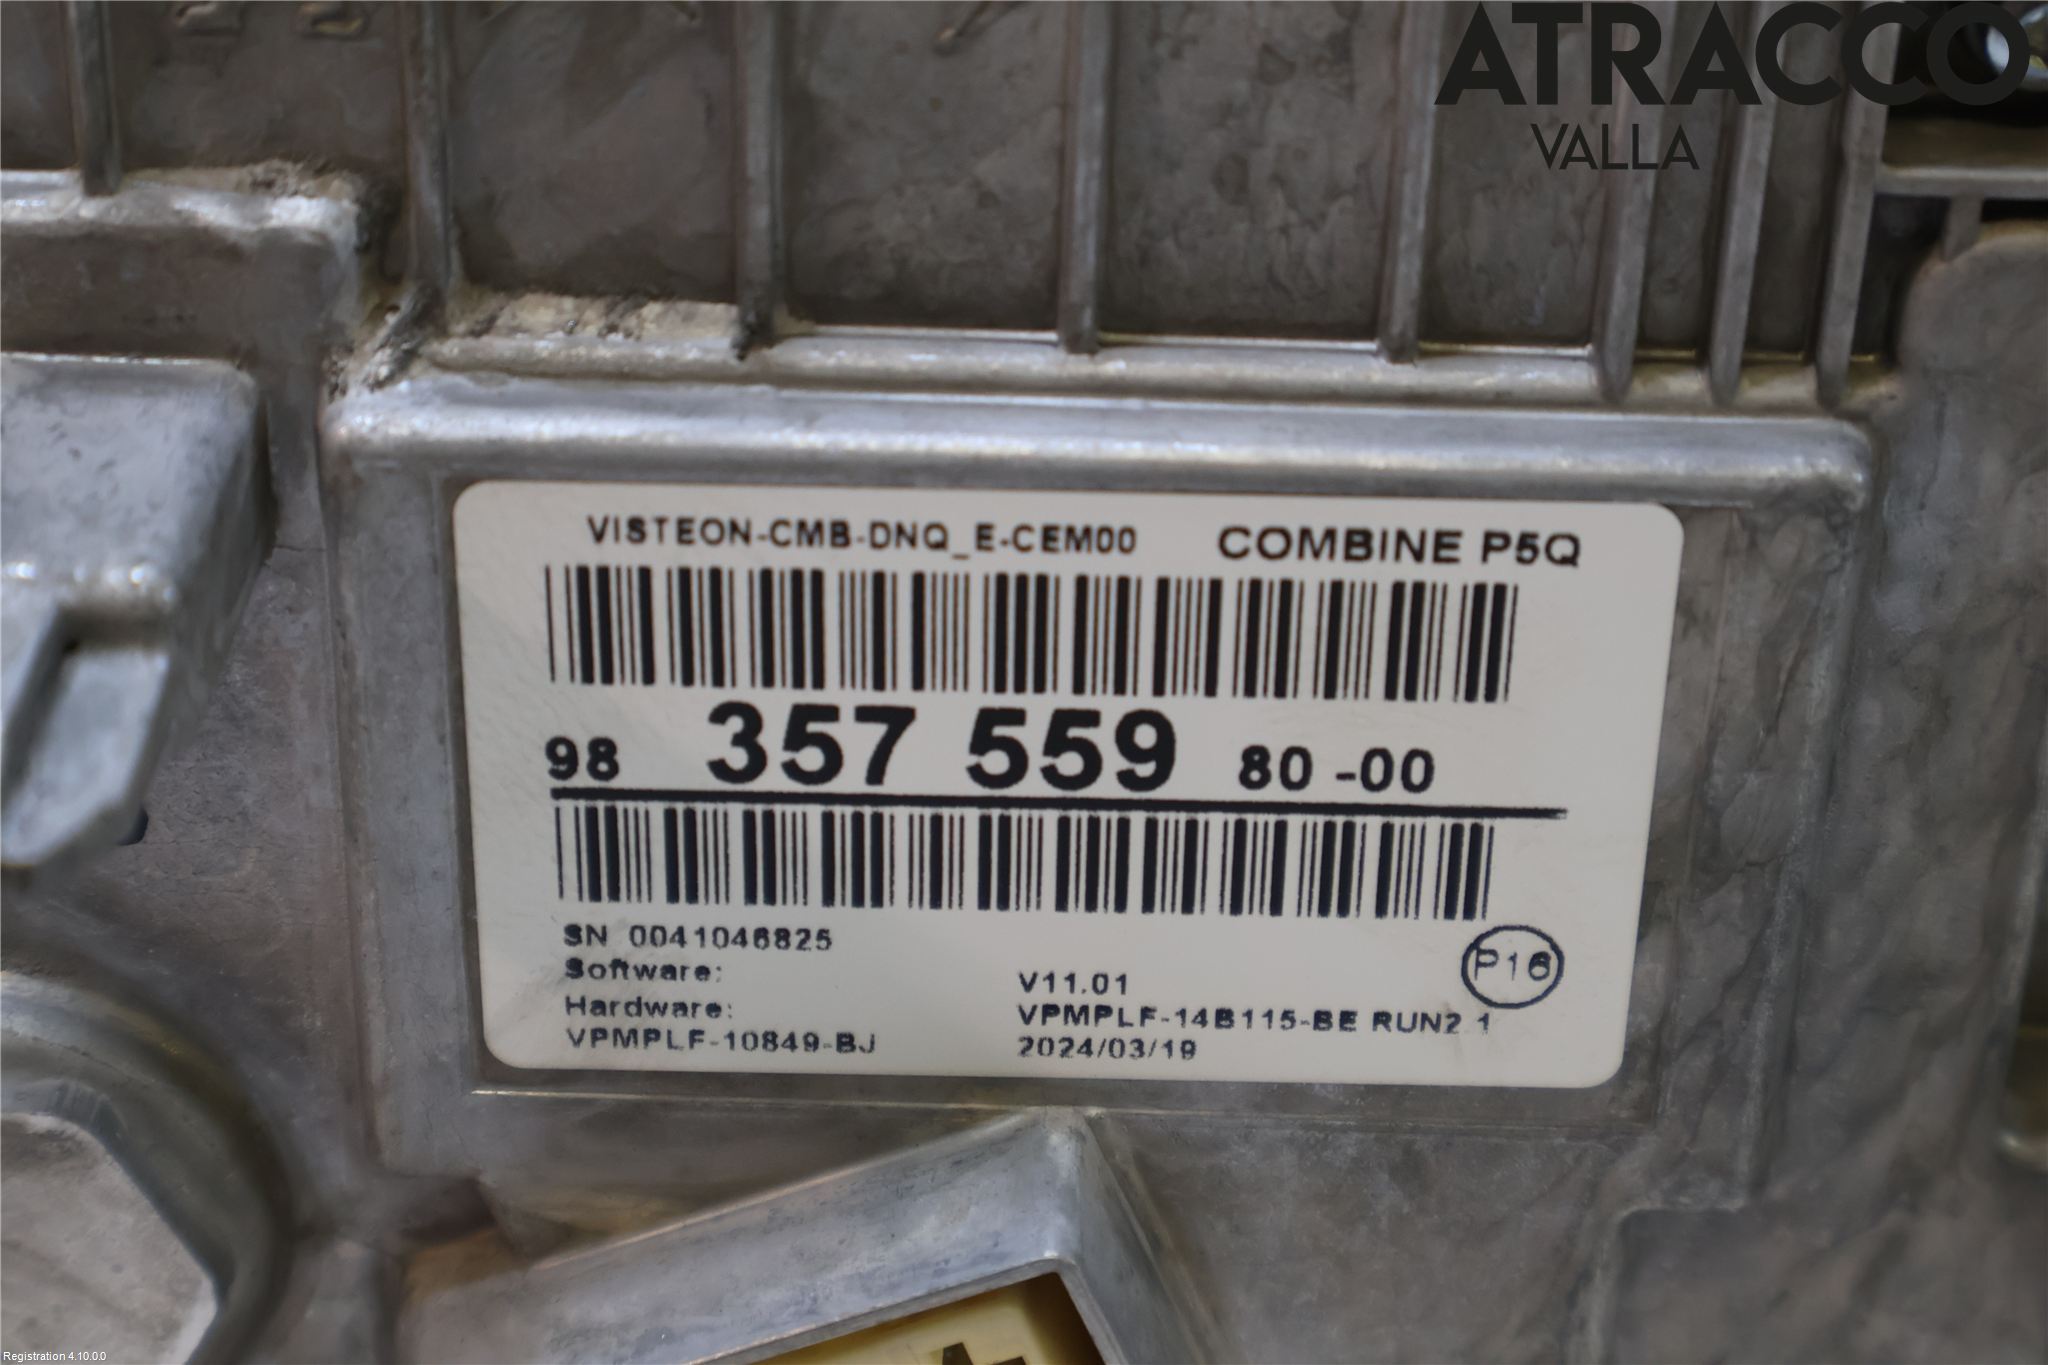 ATRACCO
VALLA
VISTEON-CMB-DNQ_E-CEM00 COMBINE P5Q
98 357 559 80 -00
SN 0041046825
Software: V11.01
Hardware: VPMPLF-14B115-BE RUN2.1
VPMPLF-10849-BJ 2024/03/19
P16
Registration 4.10.0.0